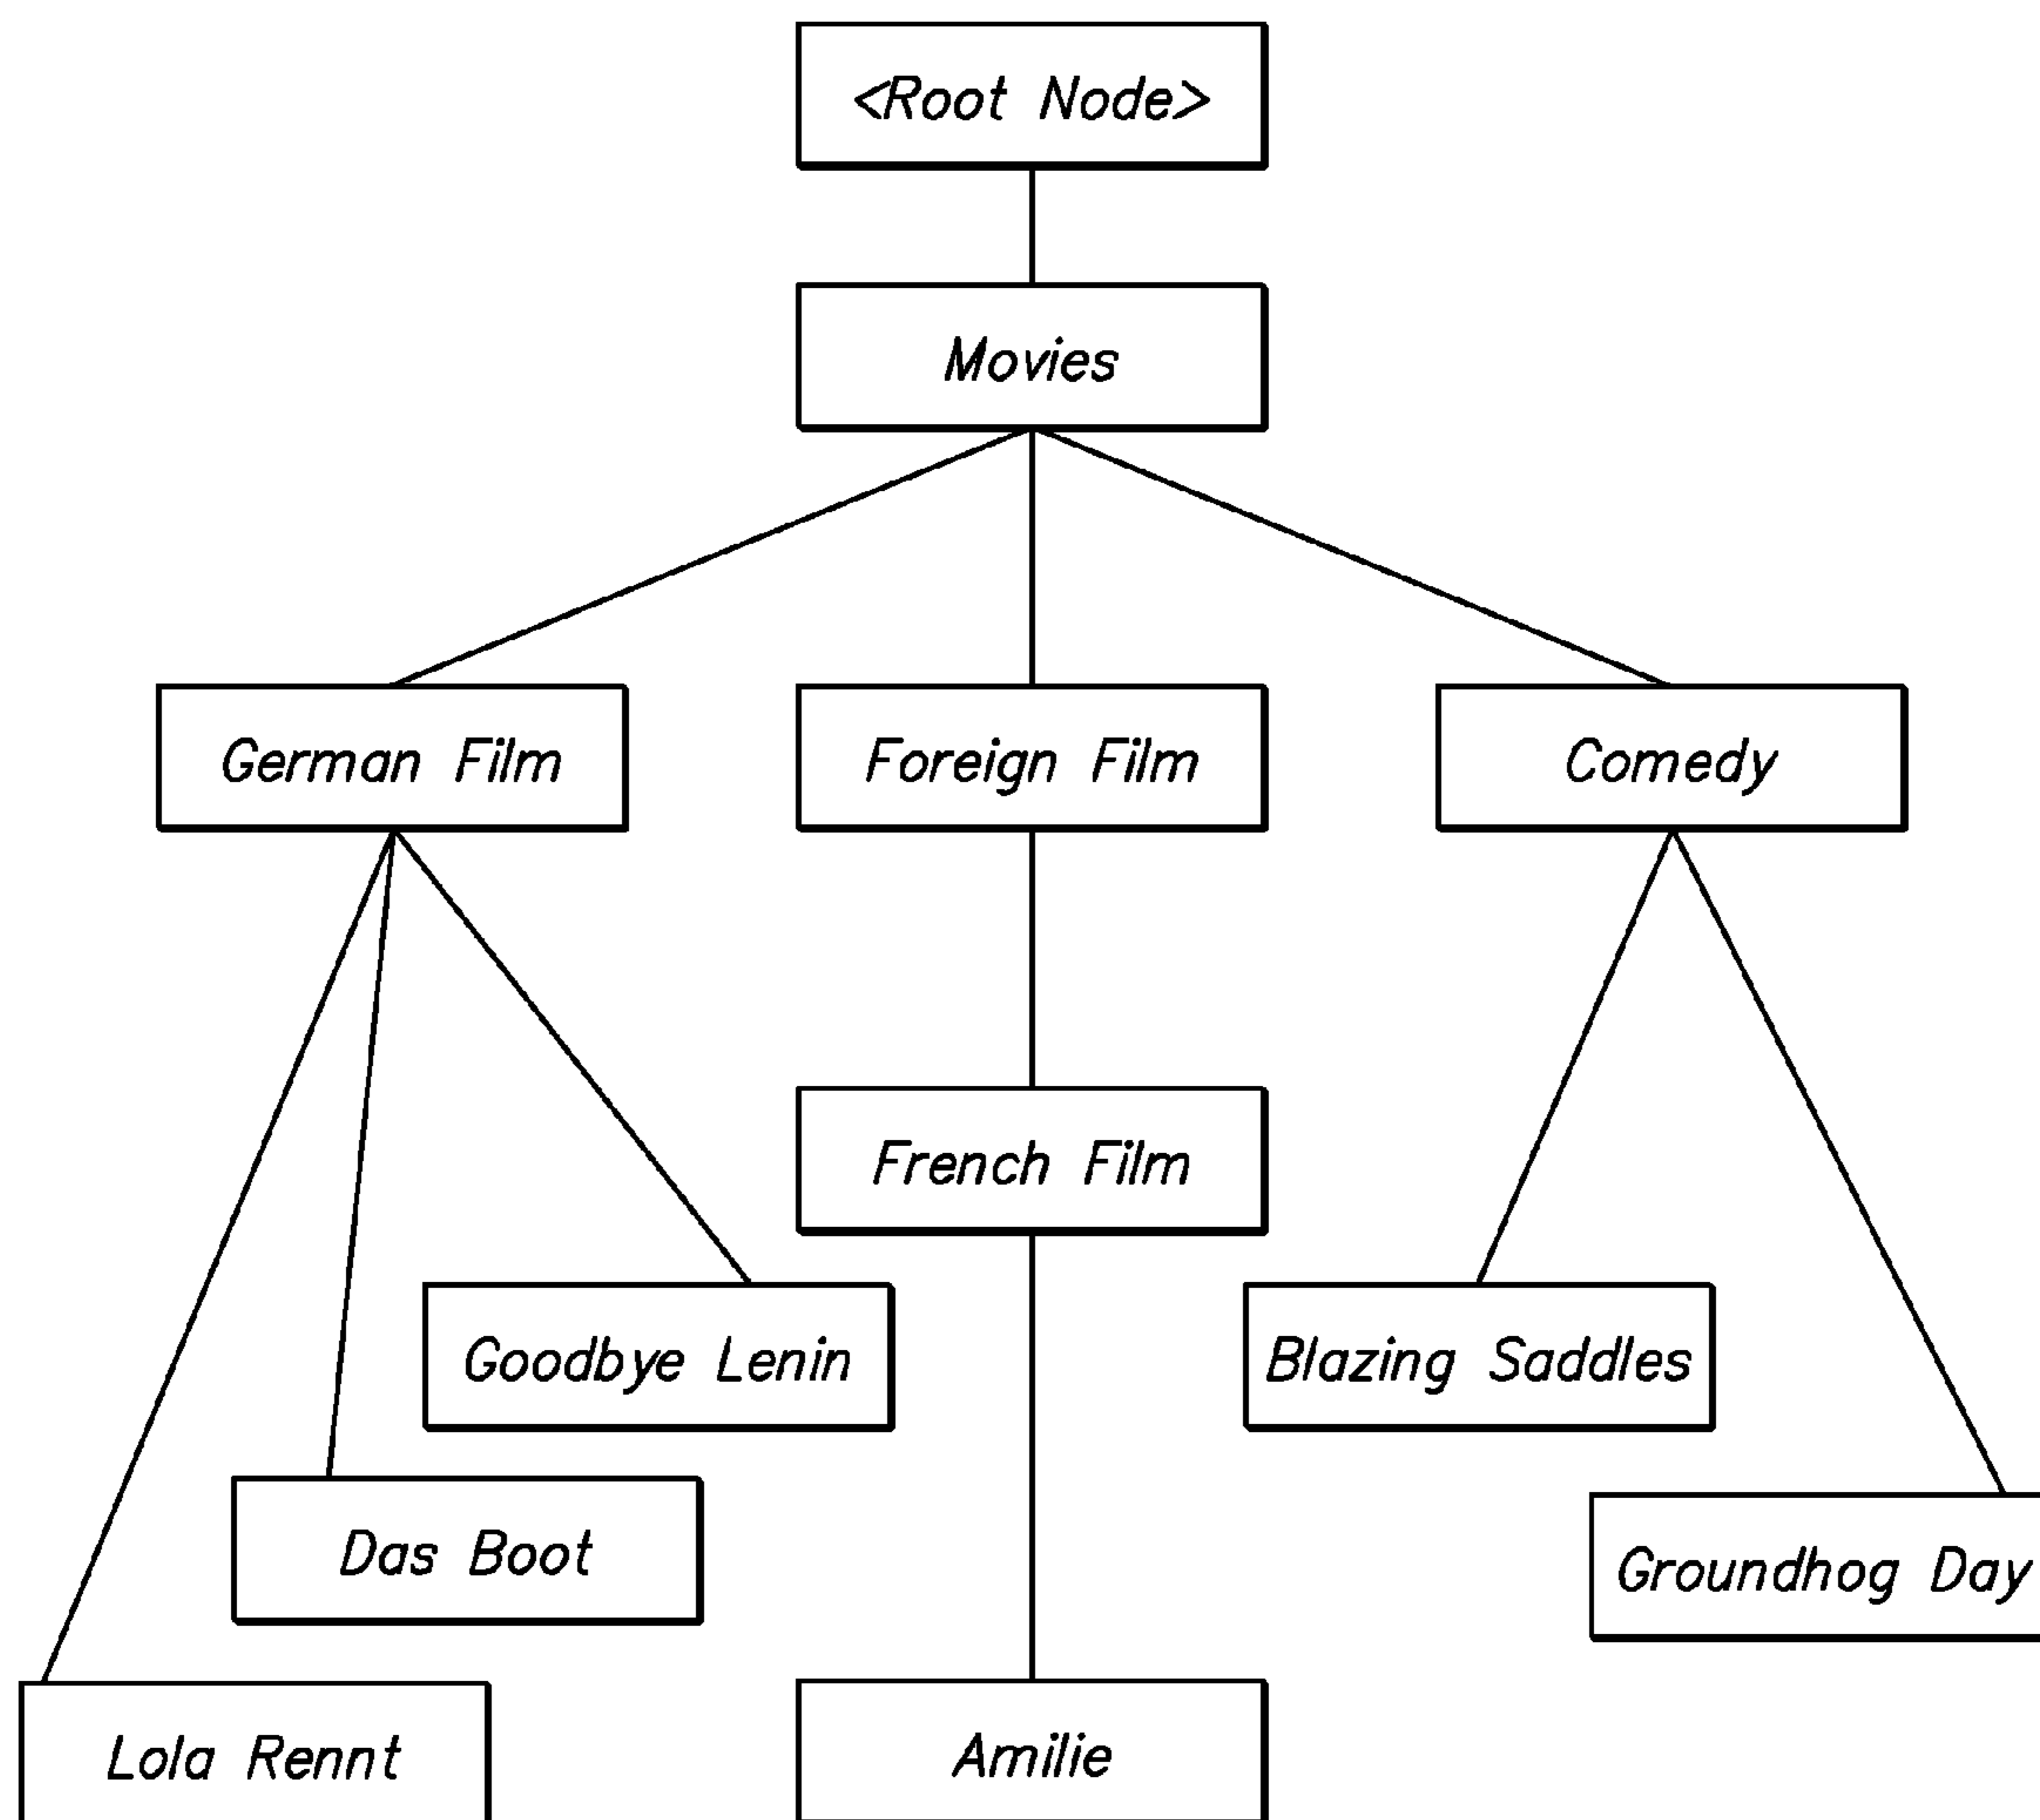 <Root Node>
Movies
German Film
Foreign Film
Comedy
French Film
Goodbye Lenin
Blazing Saddles
Das Boot
Groundhog Day
Lola Rennt
Amilie